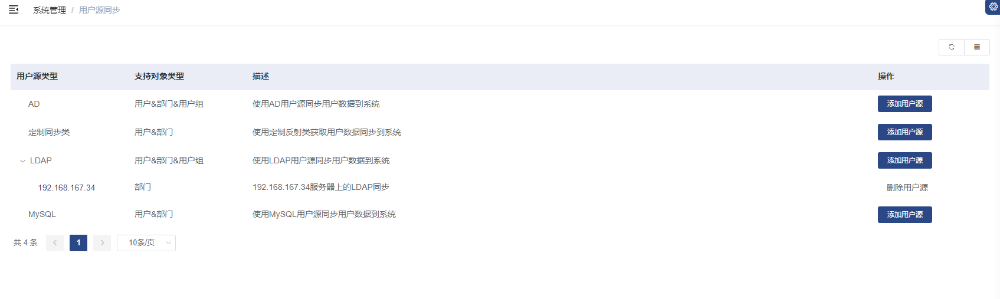 系统管理 / 用户源同步
用户源类型 支持对象类型 描述 操作
AD 用户&部门&用户组 使用AD用户源同步用户数据到系统 添加用户源
定制同步类 用户&部门 使用定制反射类获取用户数据同步到系统 添加用户源
LDAP 用户&部门&用户组 使用LDAP用户源同步用户数据到系统 添加用户源
192.168.167.34 部门 192.168.167.34服务器上的LDAP同步 删除用户源
MySQL 用户&部门 使用MySQL用户源同步用户数据到系统 添加用户源
共 4 条 1 10条/页